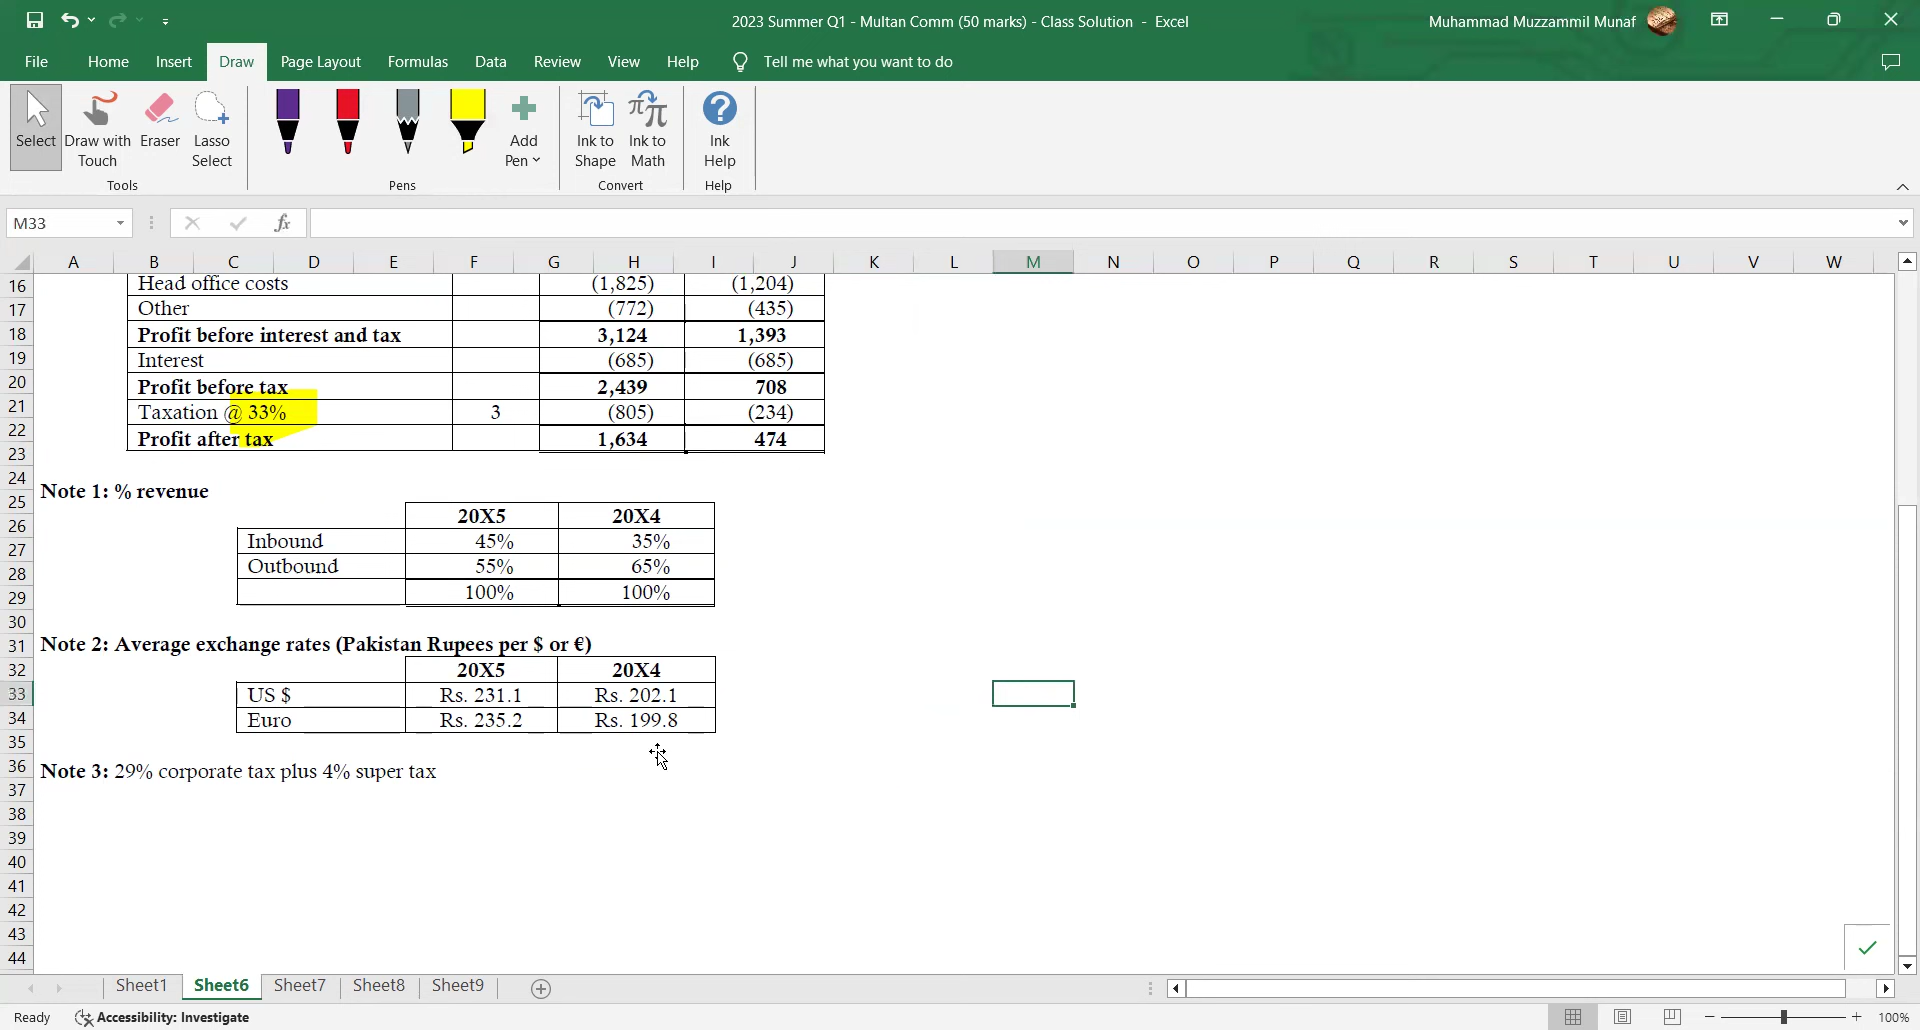 2023 Summer Q1 - Multan Comm (50 marks) - Class Solution - Excel
Muhammad Muzzammil Munaf
File Home Insert Draw Page Layout Formulas Data Review View Help Tell me what you want to do
Select
Draw with Touch
Eraser
Lasso Select
Add Pen
Ink to Shape
Ink to Math
Ink Help
Tools Pens Convert Help
M33 fx
A B C D E F G H I J K L M N O P Q R S T U V W
16 Head office costs (1,825) (1,204)
17 Other (772) (435)
18 Profit before interest and tax 3,124 1,393
19 Interest (685) (685)
20 Profit before tax 2,439 708
21 Taxation @ 33% 3 (805) (234)
22 Profit after tax 1,634 474
23
24 Note 1: % revenue
25 20X5 20X4
26 Inbound 45% 35%
27 Outbound 55% 65%
28 100% 100%
29
30
31 Note 2: Average exchange rates (Pakistan Rupees per $ or €)
32 20X5 20X4
33 US $ Rs. 231.1 Rs. 202.1
34 Euro Rs. 235.2 Rs. 199.8
35
36 Note 3: 29% corporate tax plus 4% super tax
37
38
39
40
41
42
43
44
Sheet1 Sheet6 Sheet7 Sheet8 Sheet9
Ready Accessibility: Investigate 100%